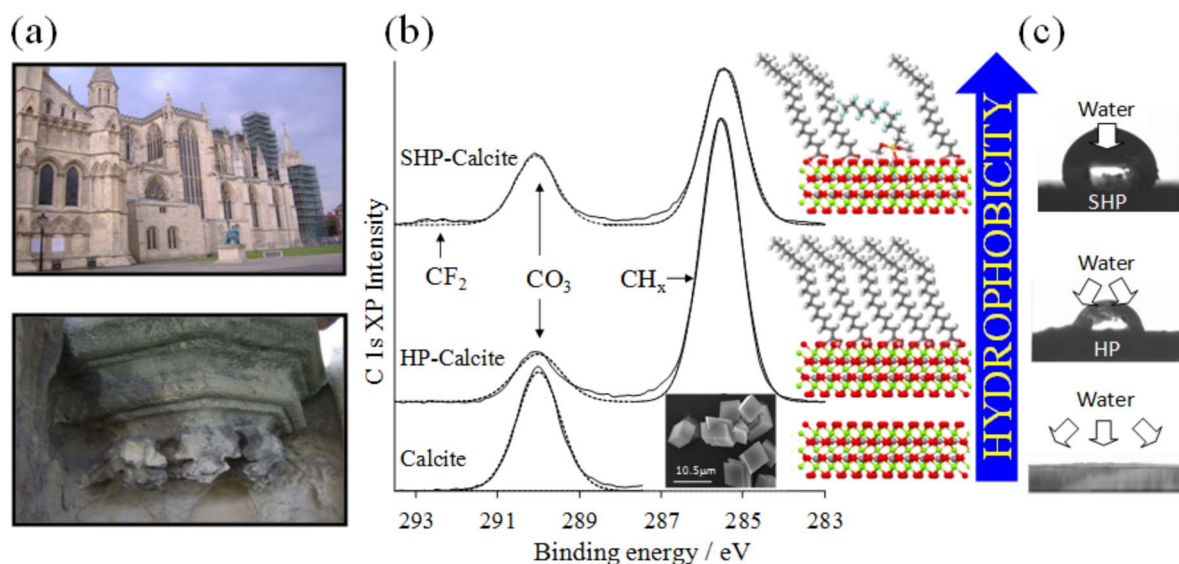 (a)
(b)
(c)
C 1s XP Intensity
SHP-Calcite
CF2
CO3
CHx
HP-Calcite
Calcite
10.5μm
293
291
289
287
285
283
Binding energy / eV
HYDROPHOBICITY
Water
SHP
Water
HP
Water